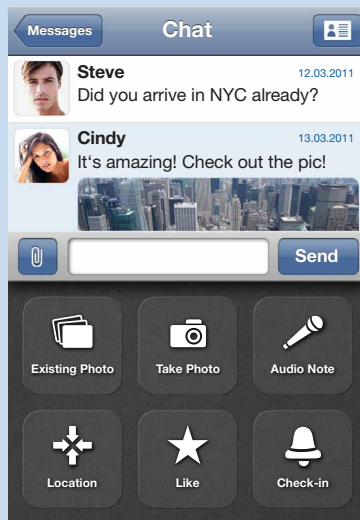 Messages
Chat
Steve
12.03.2011
Did you arrive in NYC already?
Cindy
13.03.2011
It‘s amazing! Check out the pic!
Send
Existing Photo
Take Photo
Audio Note
Location
Like
Check-in